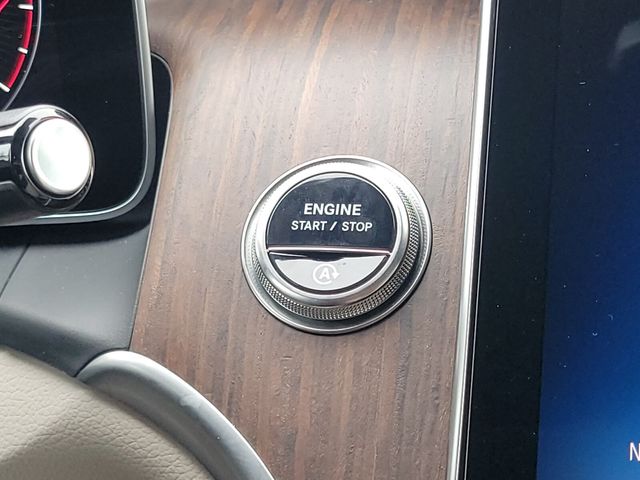 ENGINE
START / STOP
A
N